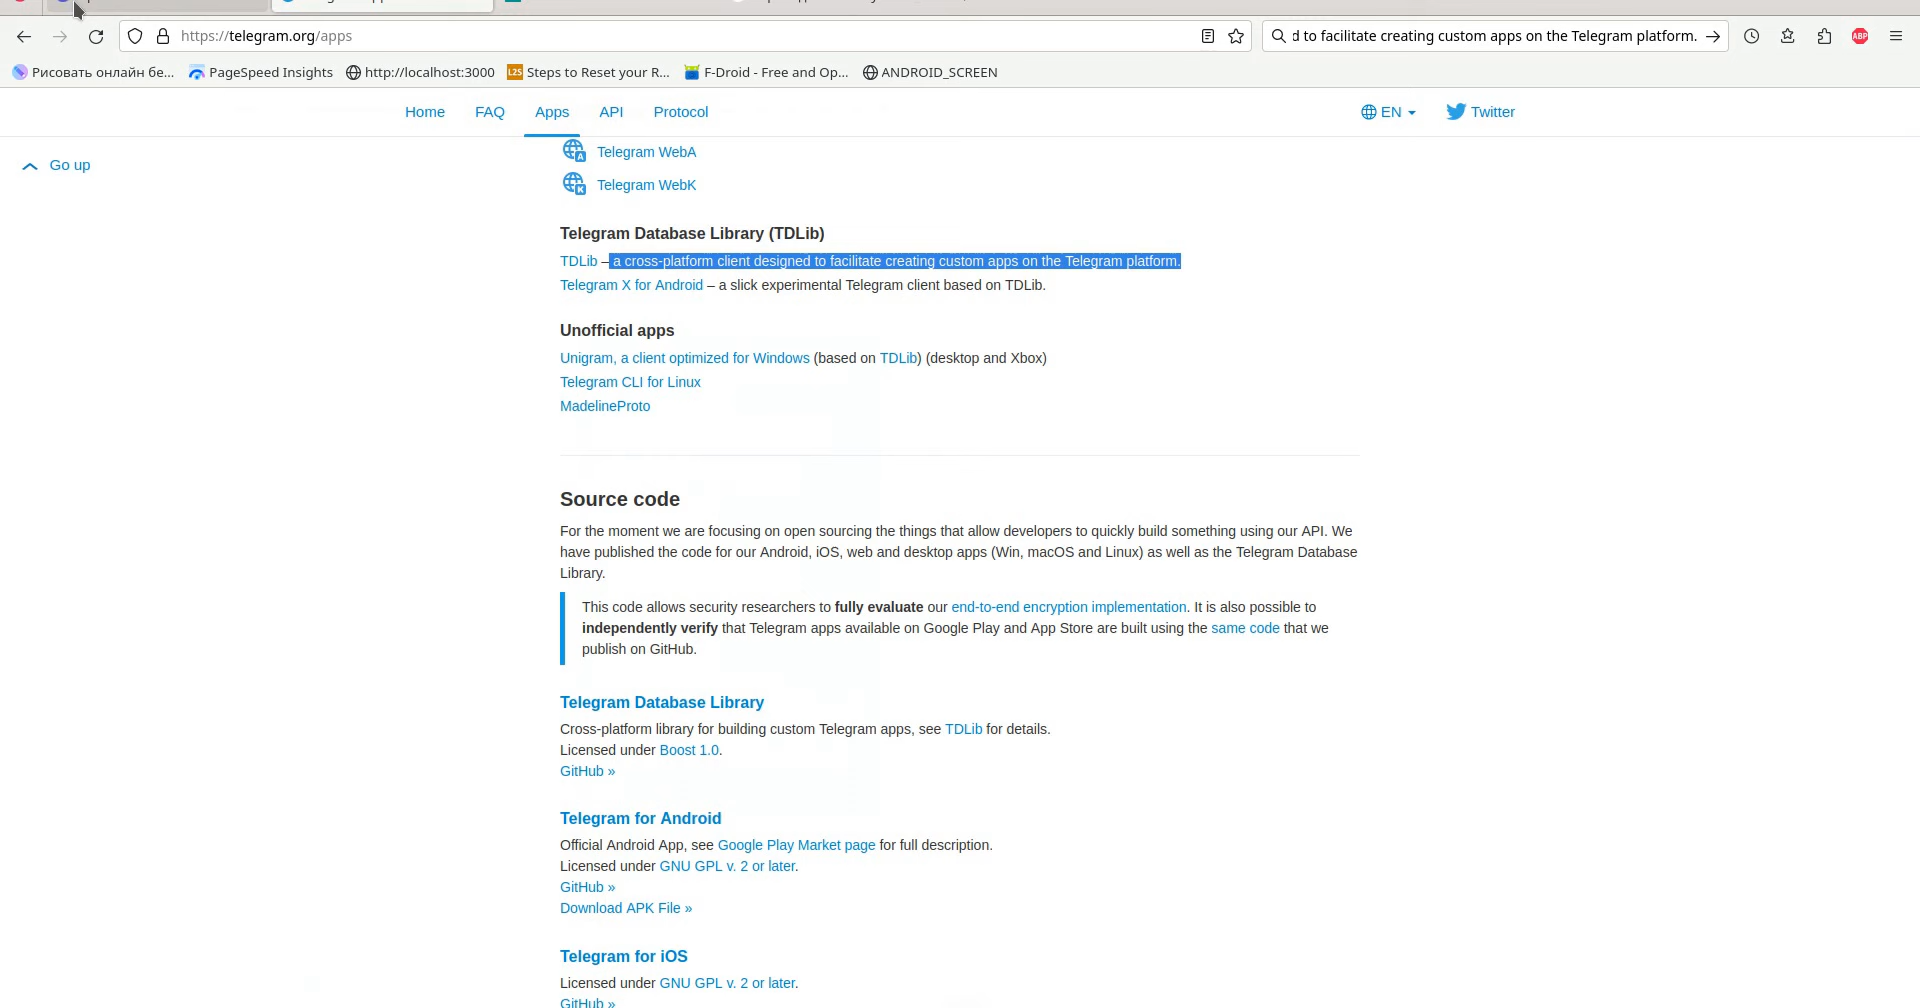 https://telegram.org/apps
d to facilitate creating custom apps on the Telegram platform.
ABP
Рисовать онлайн бе...
PageSpeed Insights
http://localhost:3000
L2S
Steps to Reset your R...
F-Droid - Free and Op...
ANDROID_SCREEN
Home
FAQ
Apps
API
Protocol
EN
Twitter
Go up
A
Telegram WebA
K
Telegram WebK
Telegram Database Library (TDLib)
TDLib – a cross-platform client designed to facilitate creating custom apps on the Telegram platform.
Telegram X for Android – a slick experimental Telegram client based on TDLib.
Unofficial apps
Unigram, a client optimized for Windows (based on TDLib) (desktop and Xbox)
Telegram CLI for Linux
MadelineProto
Source code
For the moment we are focusing on open sourcing the things that allow developers to quickly build something using our API. We
have published the code for our Android, iOS, web and desktop apps (Win, macOS and Linux) as well as the Telegram Database
Library.
This code allows security researchers to fully evaluate our end-to-end encryption implementation. It is also possible to
independently verify that Telegram apps available on Google Play and App Store are built using the same code that we
publish on GitHub.
Telegram Database Library
Cross-platform library for building custom Telegram apps, see TDLib for details.
Licensed under Boost 1.0.
GitHub »
Telegram for Android
Official Android App, see Google Play Market page for full description.
Licensed under GNU GPL v. 2 or later.
GitHub »
Download APK File »
Telegram for iOS
Licensed under GNU GPL v. 2 or later.
GitHub »